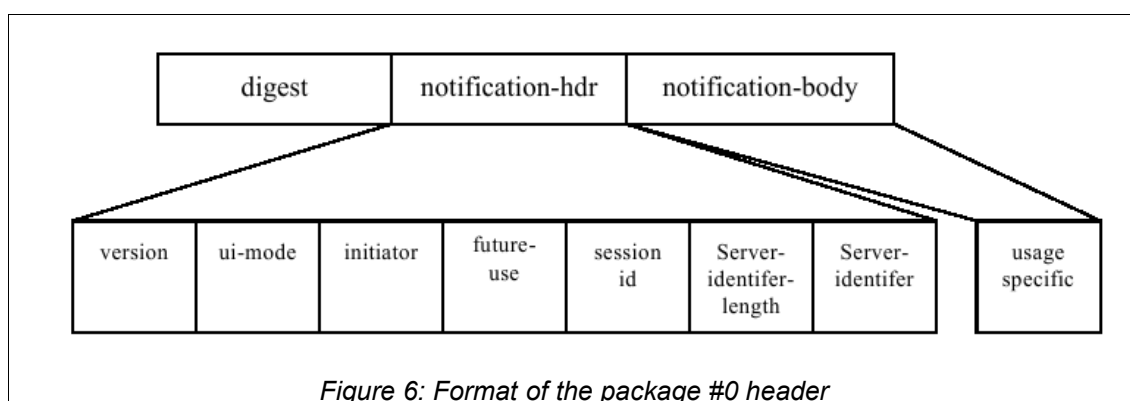 digest notification-hdr notification-body
version ui-mode initiator future-
use session
id Server-
identifer-
length Server-
identifer usage
specific
Figure 6: Format of the package #0 header